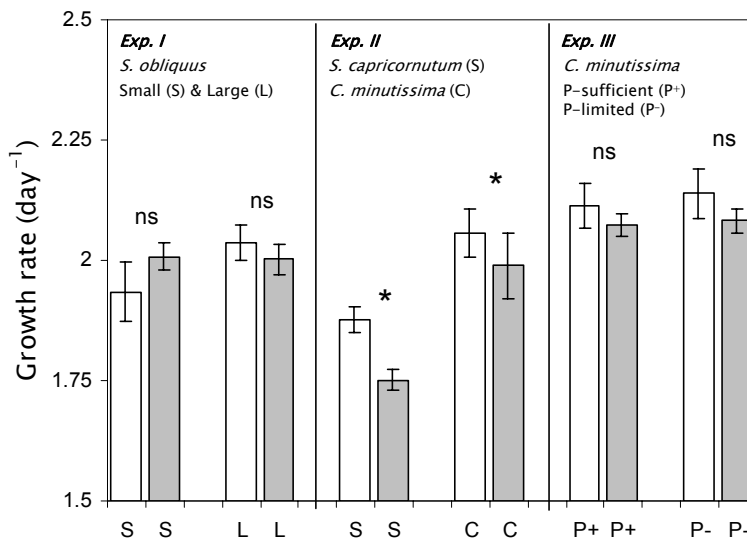 2.5
2.25
2
1.75
1.5
Growth rate (day⁻¹)
Exp. I
S. obliquus
Small (S) & Large (L)
ns
ns
Exp. II
S. capricornutum (S)
C. minutissima (C)
*
*
Exp. III
C. minutissima
P-sufficient (P⁺)
P-limited (P⁻)
ns
ns
S S L L S S C C P+ P+ P- P-